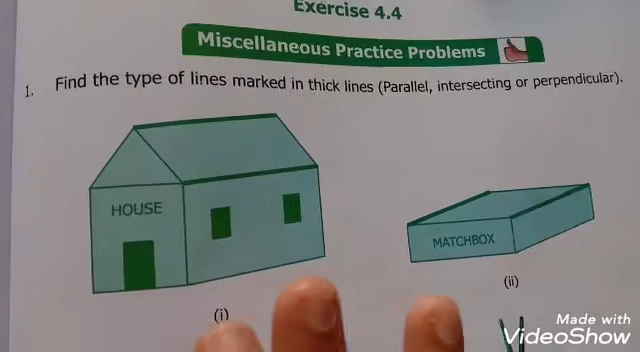 Exercise 4.4
Miscellaneous Practice Problems
1. Find the type of lines marked in thick lines (Parallel, intersecting or perpendicular).
HOUSE
MATCHBOX
(i)
(ii)
Made with
VideoShow